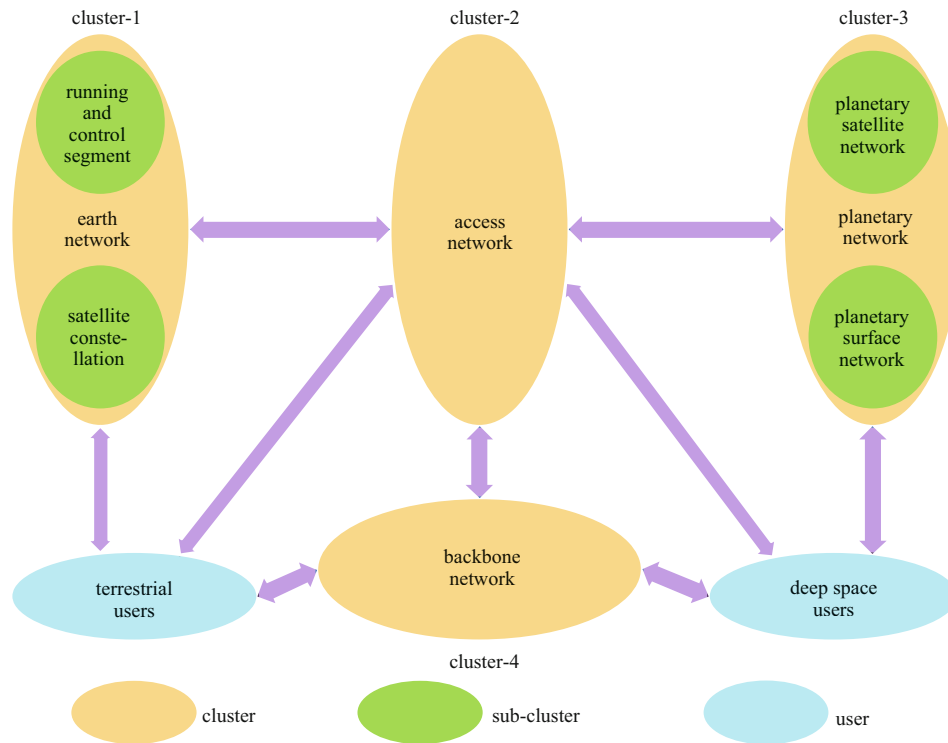 cluster-1
cluster-2
cluster-3
running
and
control
segment
earth
network
satellite
conste-
llation
access
network
planetary
satellite
network
planetary
network
planetary
surface
network
terrestrial
users
backbone
network
deep space
users
cluster-4
cluster
sub-cluster
user